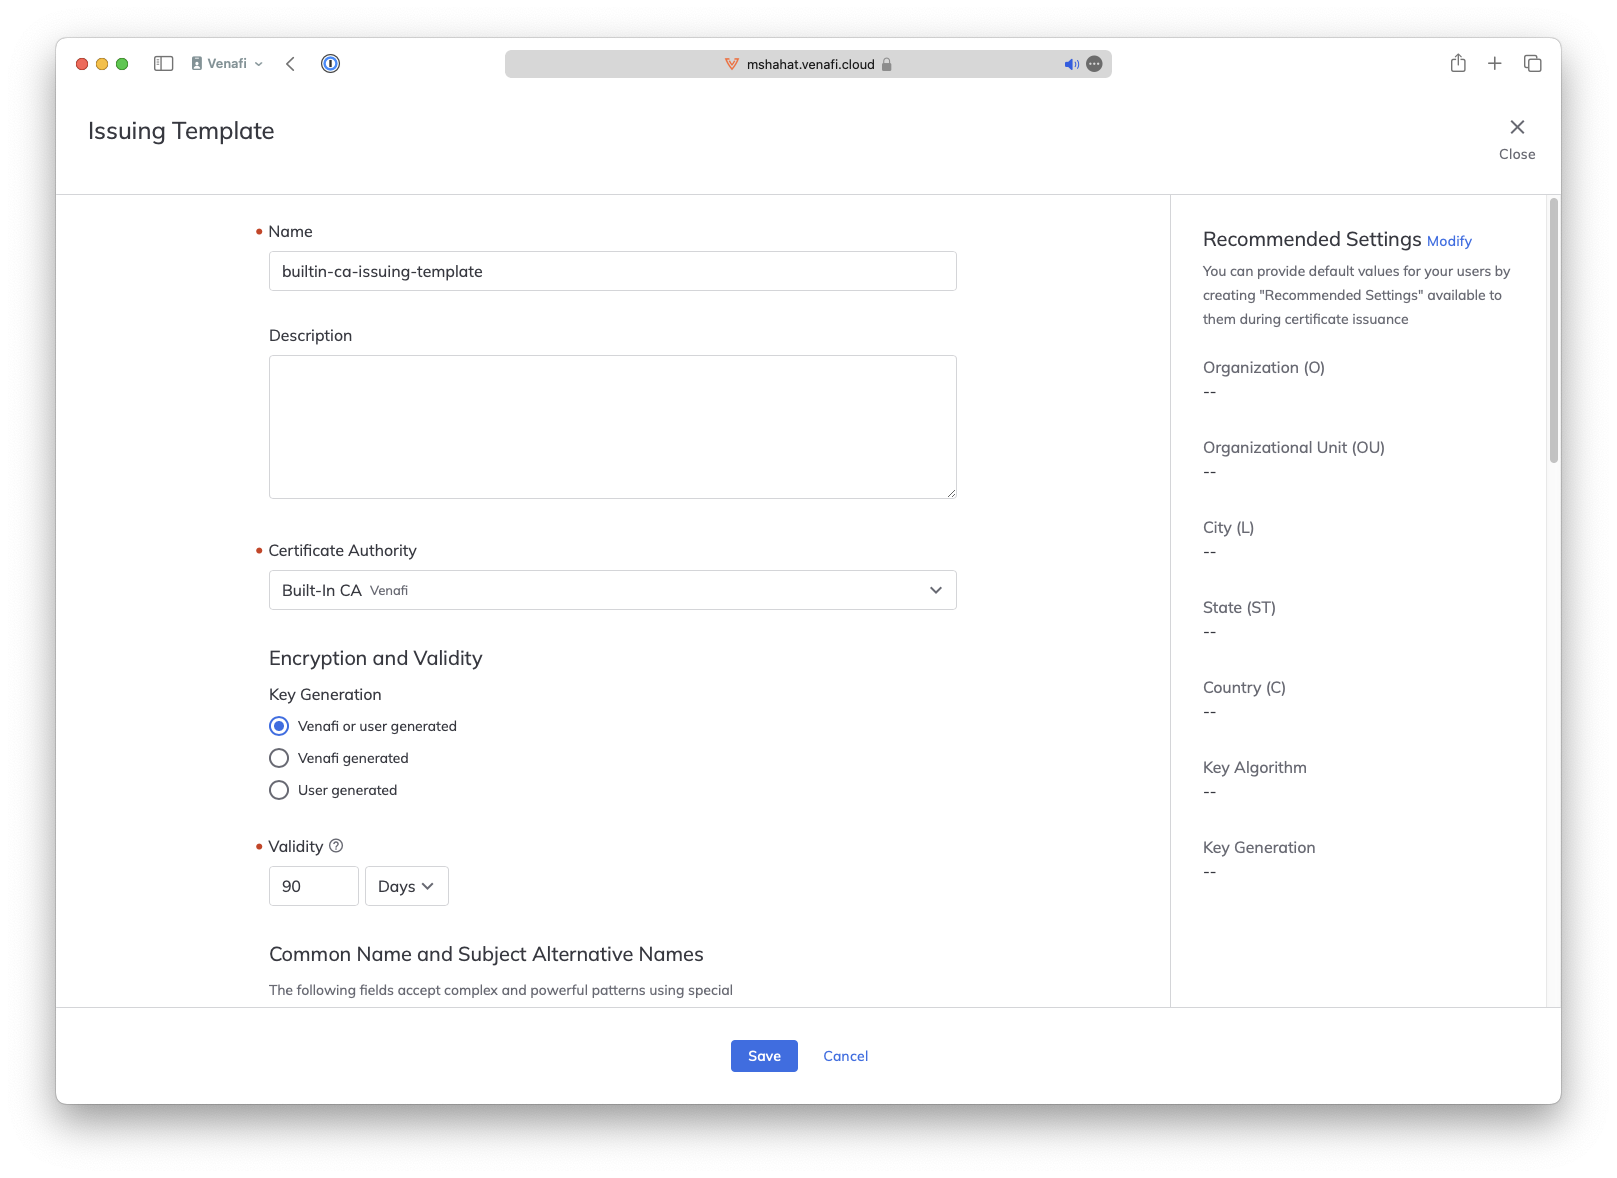 Venafi
mshahat.venafi.cloud
Issuing Template
Close
Name
builtin-ca-issuing-template
Description
Certificate Authority
Built-In CA Venafi
Encryption and Validity
Key Generation
Venafi or user generated
Venafi generated
User generated
Validity
90 Days
Common Name and Subject Alternative Names
The following fields accept complex and powerful patterns using special
Recommended Settings Modify
You can provide default values for your users by
creating "Recommended Settings" available to
them during certificate issuance
Organization (O)
--
Organizational Unit (OU)
--
City (L)
--
State (ST)
--
Country (C)
--
Key Algorithm
--
Key Generation
--
Save Cancel